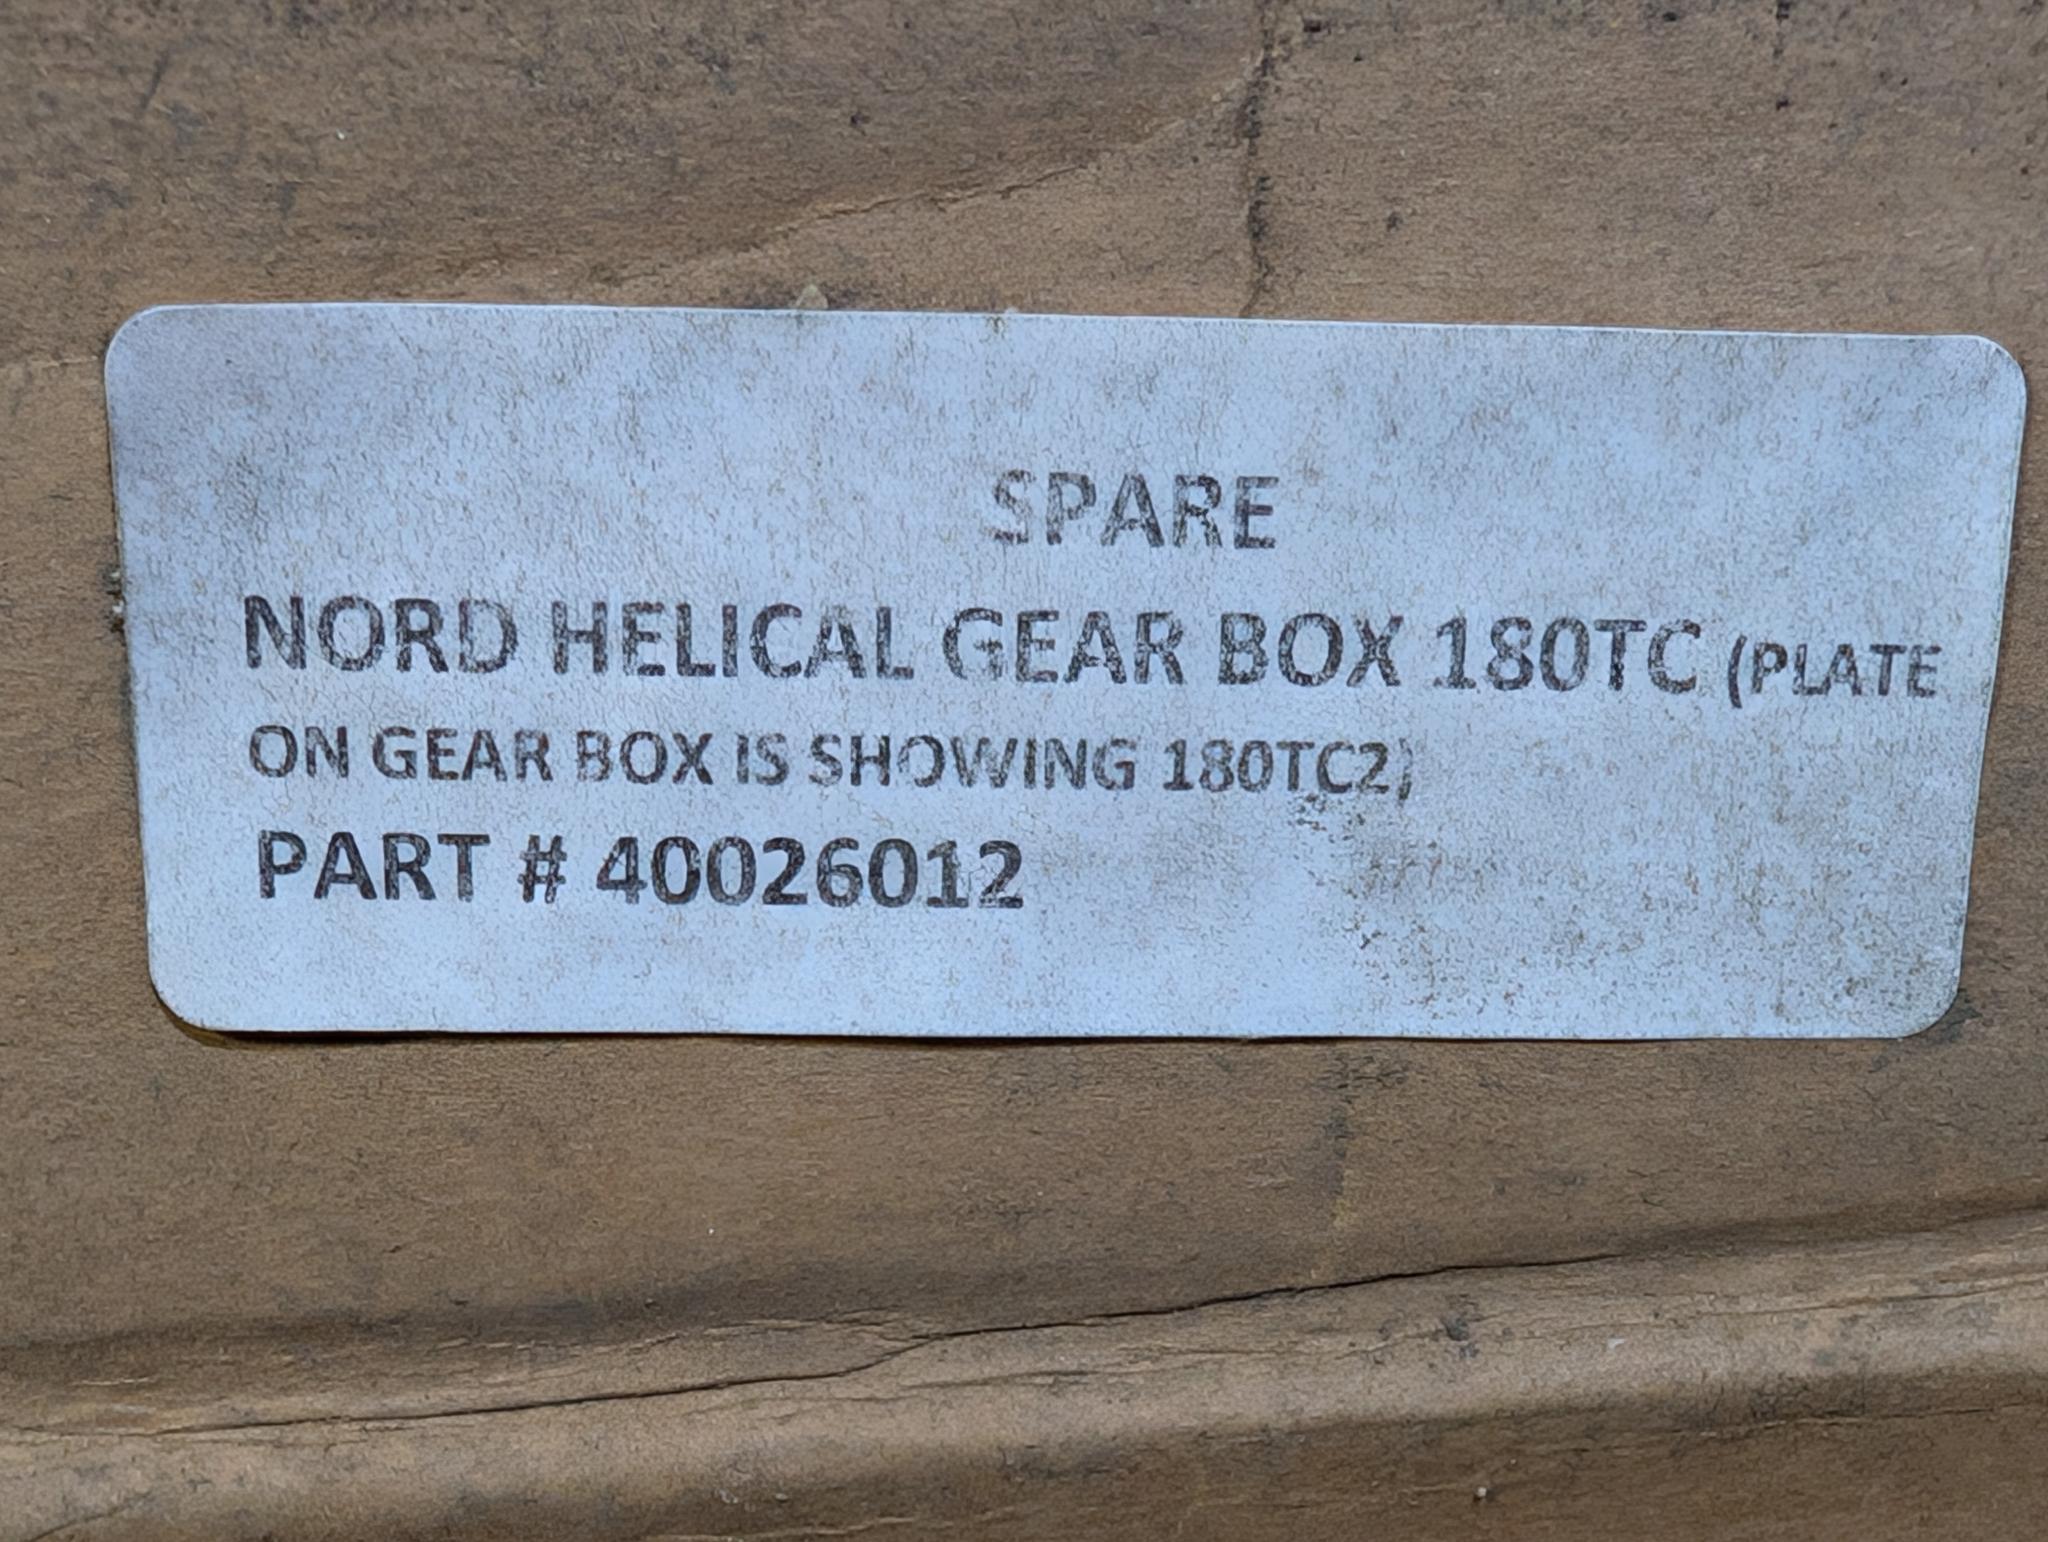 SPARE
NORD HELICAL GEAR BOX 180TC (PLATE
ON GEAR BOX IS SHOWING 180TC2)
PART # 40026012